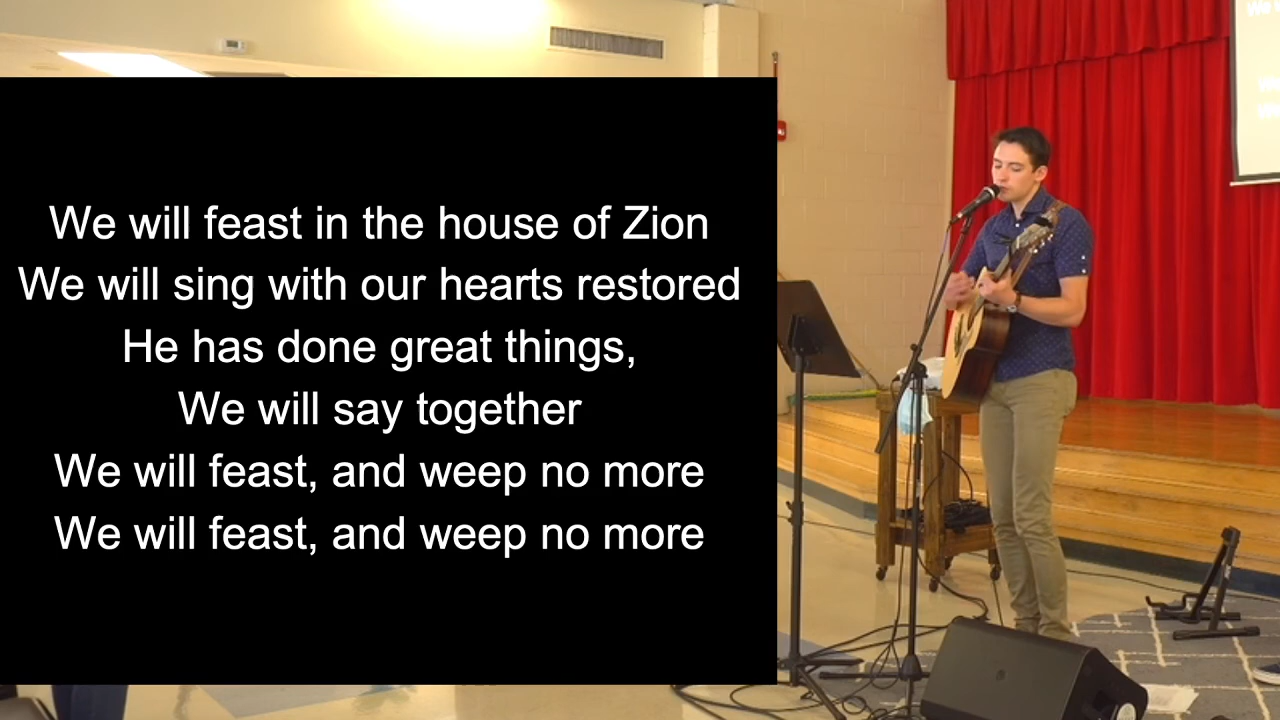 We will feast in the house of Zion
We will sing with our hearts restored
He has done great things,
We will say together
We will feast, and weep no more
We will feast, and weep no more